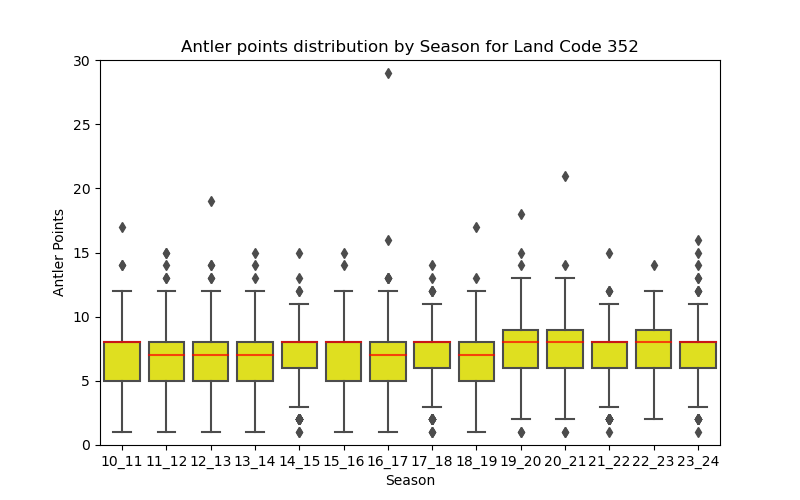 Antler points distribution by Season for Land Code 352
30
25
20
15
10
5
0
Antler Points
10_11 11_12 12_13 13_14 14_15 15_16 16_17 17_18 18_19 19_20 20_21 21_22 22_23 23_24
Season